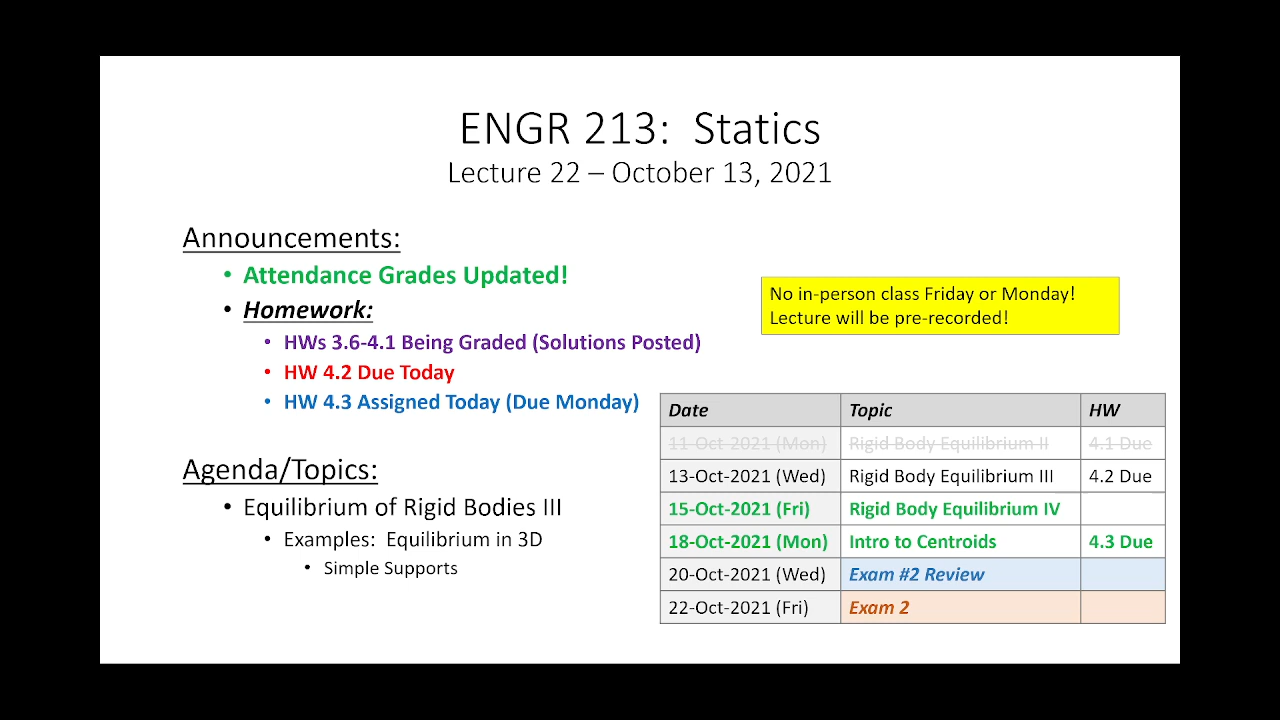 ENGR 213:  Statics
Lecture 22 – October 13, 2021
Announcements:
• Attendance Grades Updated!
• Homework:
• HWs 3.6-4.1 Being Graded (Solutions Posted)
• HW 4.2 Due Today
• HW 4.3 Assigned Today (Due Monday)
Agenda/Topics:
• Equilibrium of Rigid Bodies III
• Examples:  Equilibrium in 3D
• Simple Supports
No in-person class Friday or Monday!
Lecture will be pre-recorded!
Date Topic HW
11-Oct-2021 (Mon) Rigid Body Equilibrium II 4.1 Due
13-Oct-2021 (Wed) Rigid Body Equilibrium III 4.2 Due
15-Oct-2021 (Fri) Rigid Body Equilibrium IV
18-Oct-2021 (Mon) Intro to Centroids 4.3 Due
20-Oct-2021 (Wed) Exam #2 Review
22-Oct-2021 (Fri) Exam 2